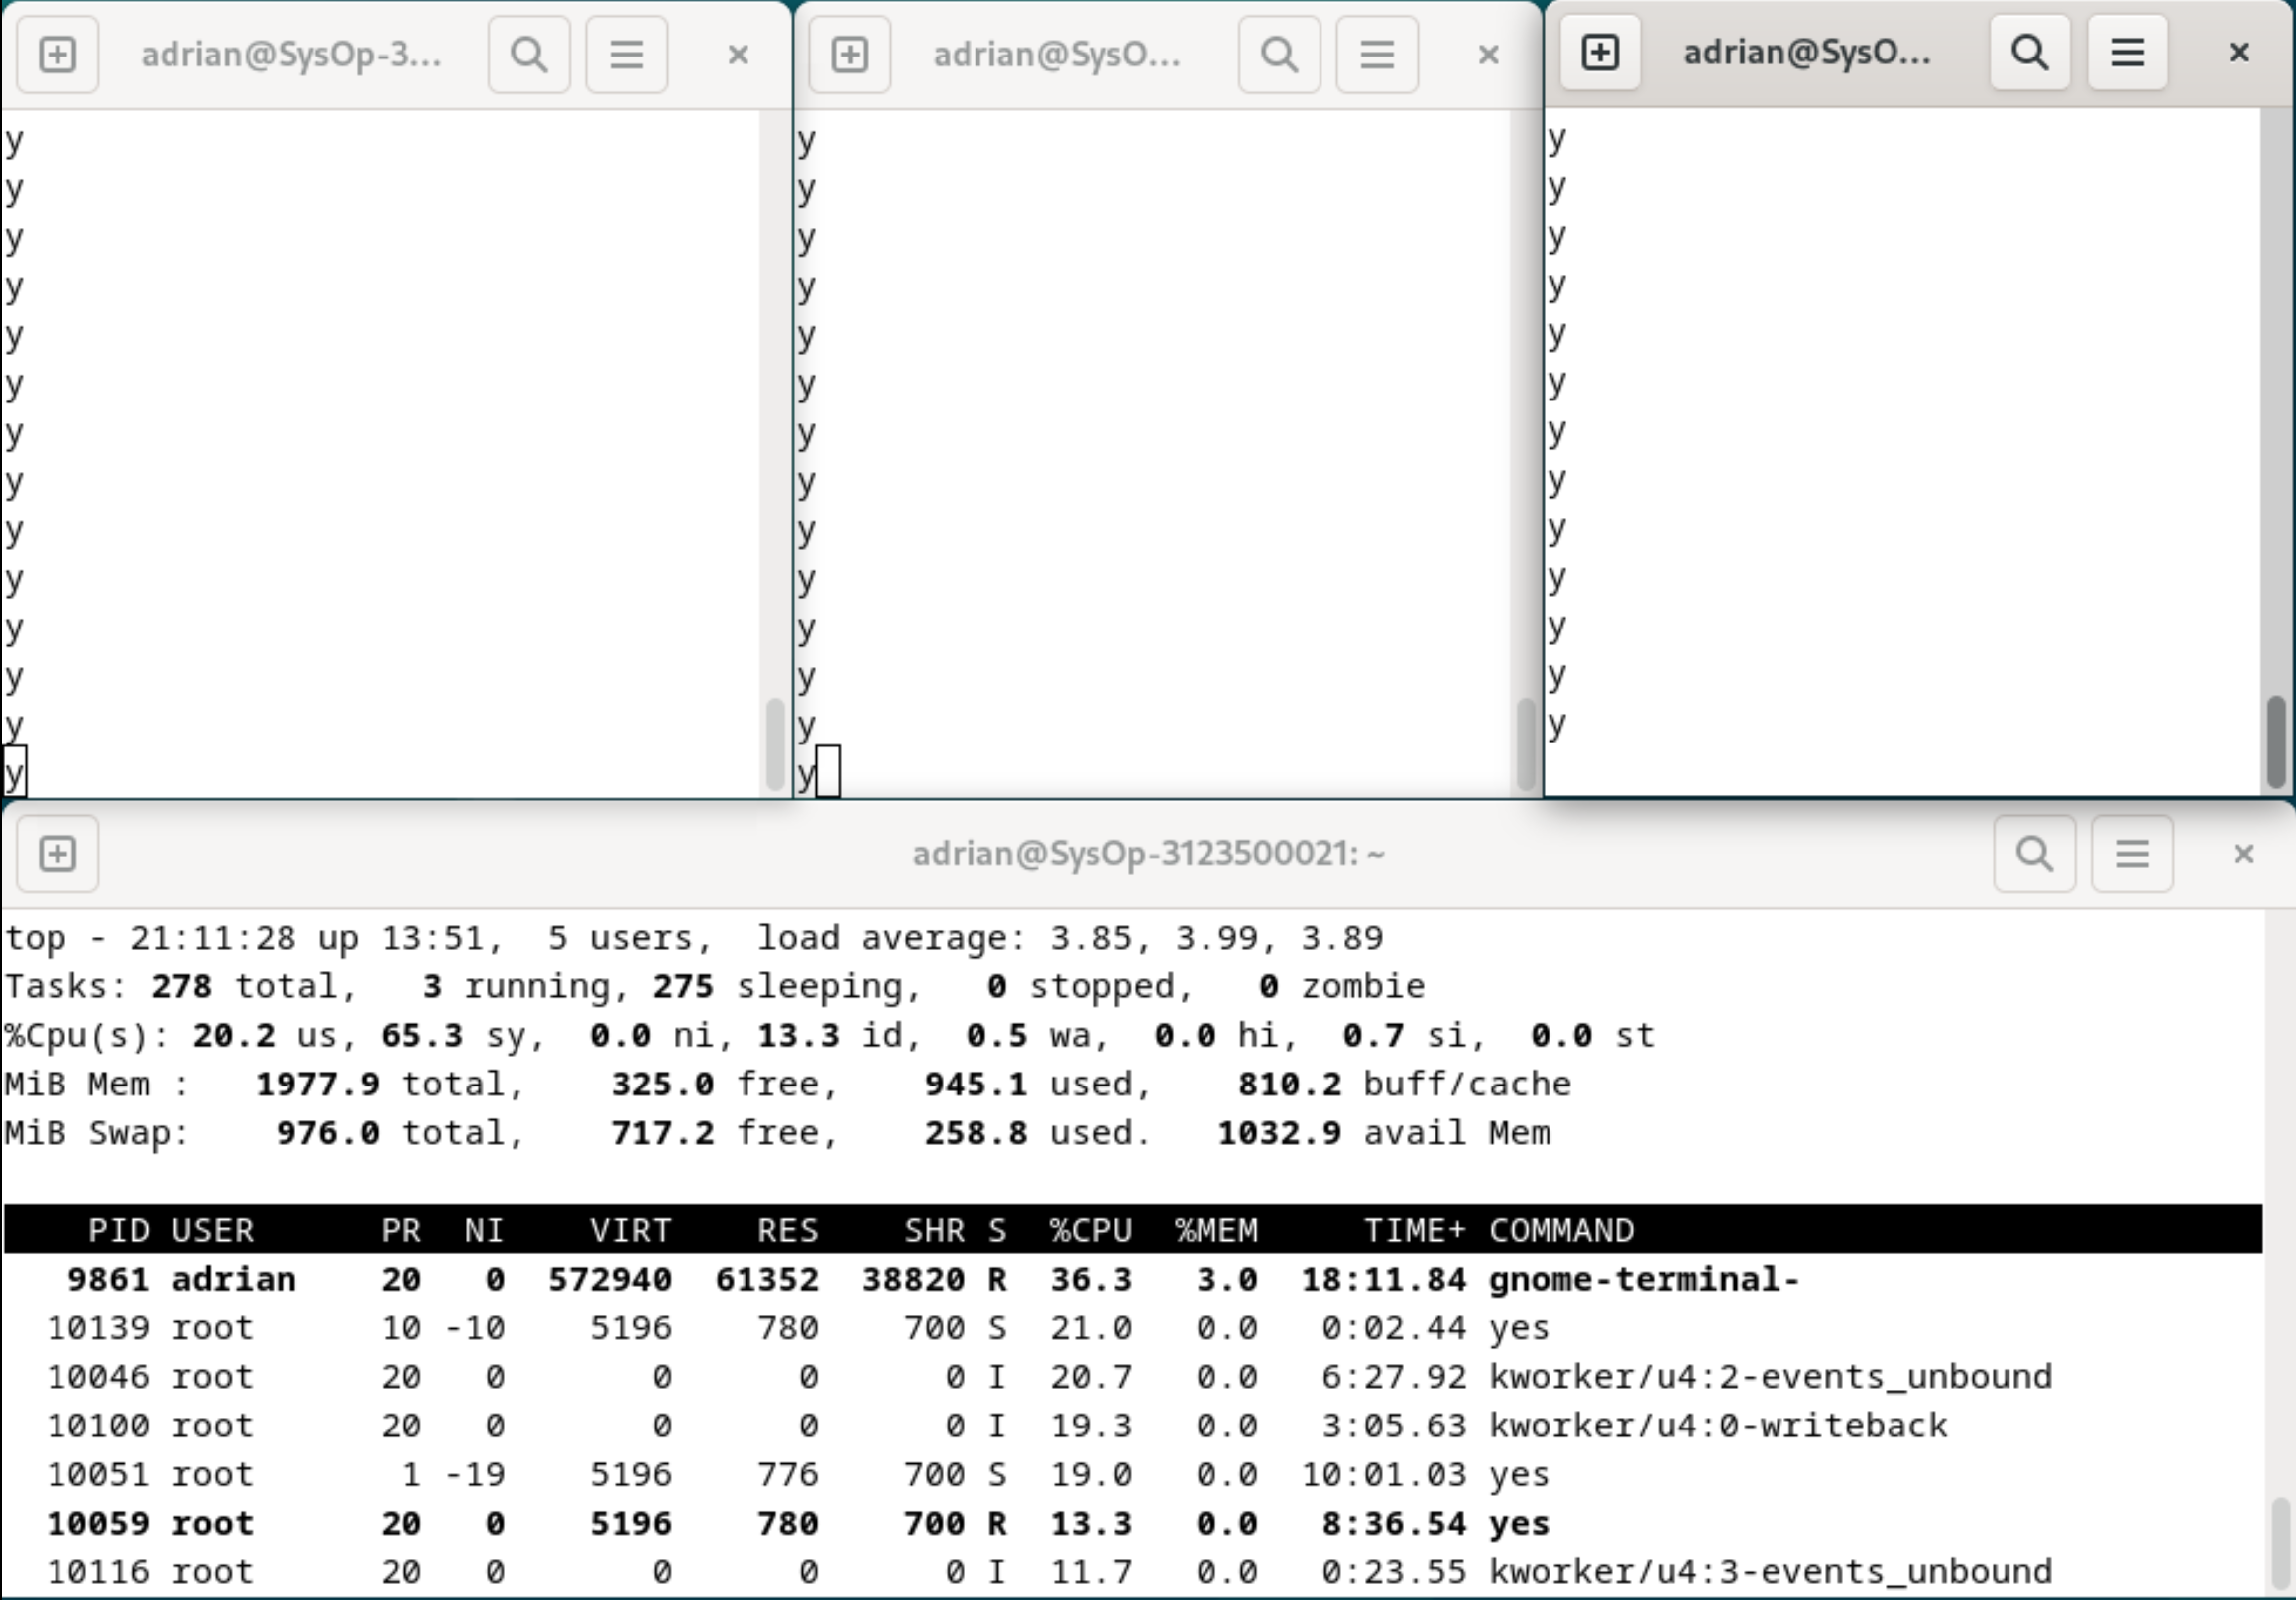 adrian@SysOp-3...
y
y
y
y
y
y
y
y
y
y
y
y
y
y
adrian@SysO...
y
y
y
y
y
y
y
y
y
y
y
y
y
y
adrian@SysO...
y
y
y
y
y
y
y
y
y
y
y
y
y
adrian@SysOp-3123500021: ~
top - 21:11:28 up 13:51,  5 users,  load average: 3.85, 3.99, 3.89
Tasks: 278 total,   3 running, 275 sleeping,   0 stopped,   0 zombie
%Cpu(s): 20.2 us, 65.3 sy,  0.0 ni, 13.3 id,  0.5 wa,  0.0 hi,  0.7 si,  0.0 st
MiB Mem :   1977.9 total,    325.0 free,    945.1 used,    810.2 buff/cache
MiB Swap:    976.0 total,    717.2 free,    258.8 used.   1032.9 avail Mem
    PID USER      PR  NI    VIRT    RES    SHR S  %CPU  %MEM     TIME+ COMMAND
   9861 adrian    20   0  572940  61352  38820 R  36.3   3.0  18:11.84 gnome-terminal-
  10139 root      10 -10    5196    780    700 S  21.0   0.0   0:02.44 yes
  10046 root      20   0       0      0      0 I  20.7   0.0   6:27.92 kworker/u4:2-events_unbound
  10100 root      20   0       0      0      0 I  19.3   0.0   3:05.63 kworker/u4:0-writeback
  10051 root       1 -19    5196    776    700 S  19.0   0.0  10:01.03 yes
  10059 root      20   0    5196    780    700 R  13.3   0.0   8:36.54 yes
  10116 root      20   0       0      0      0 I  11.7   0.0   0:23.55 kworker/u4:3-events_unbound